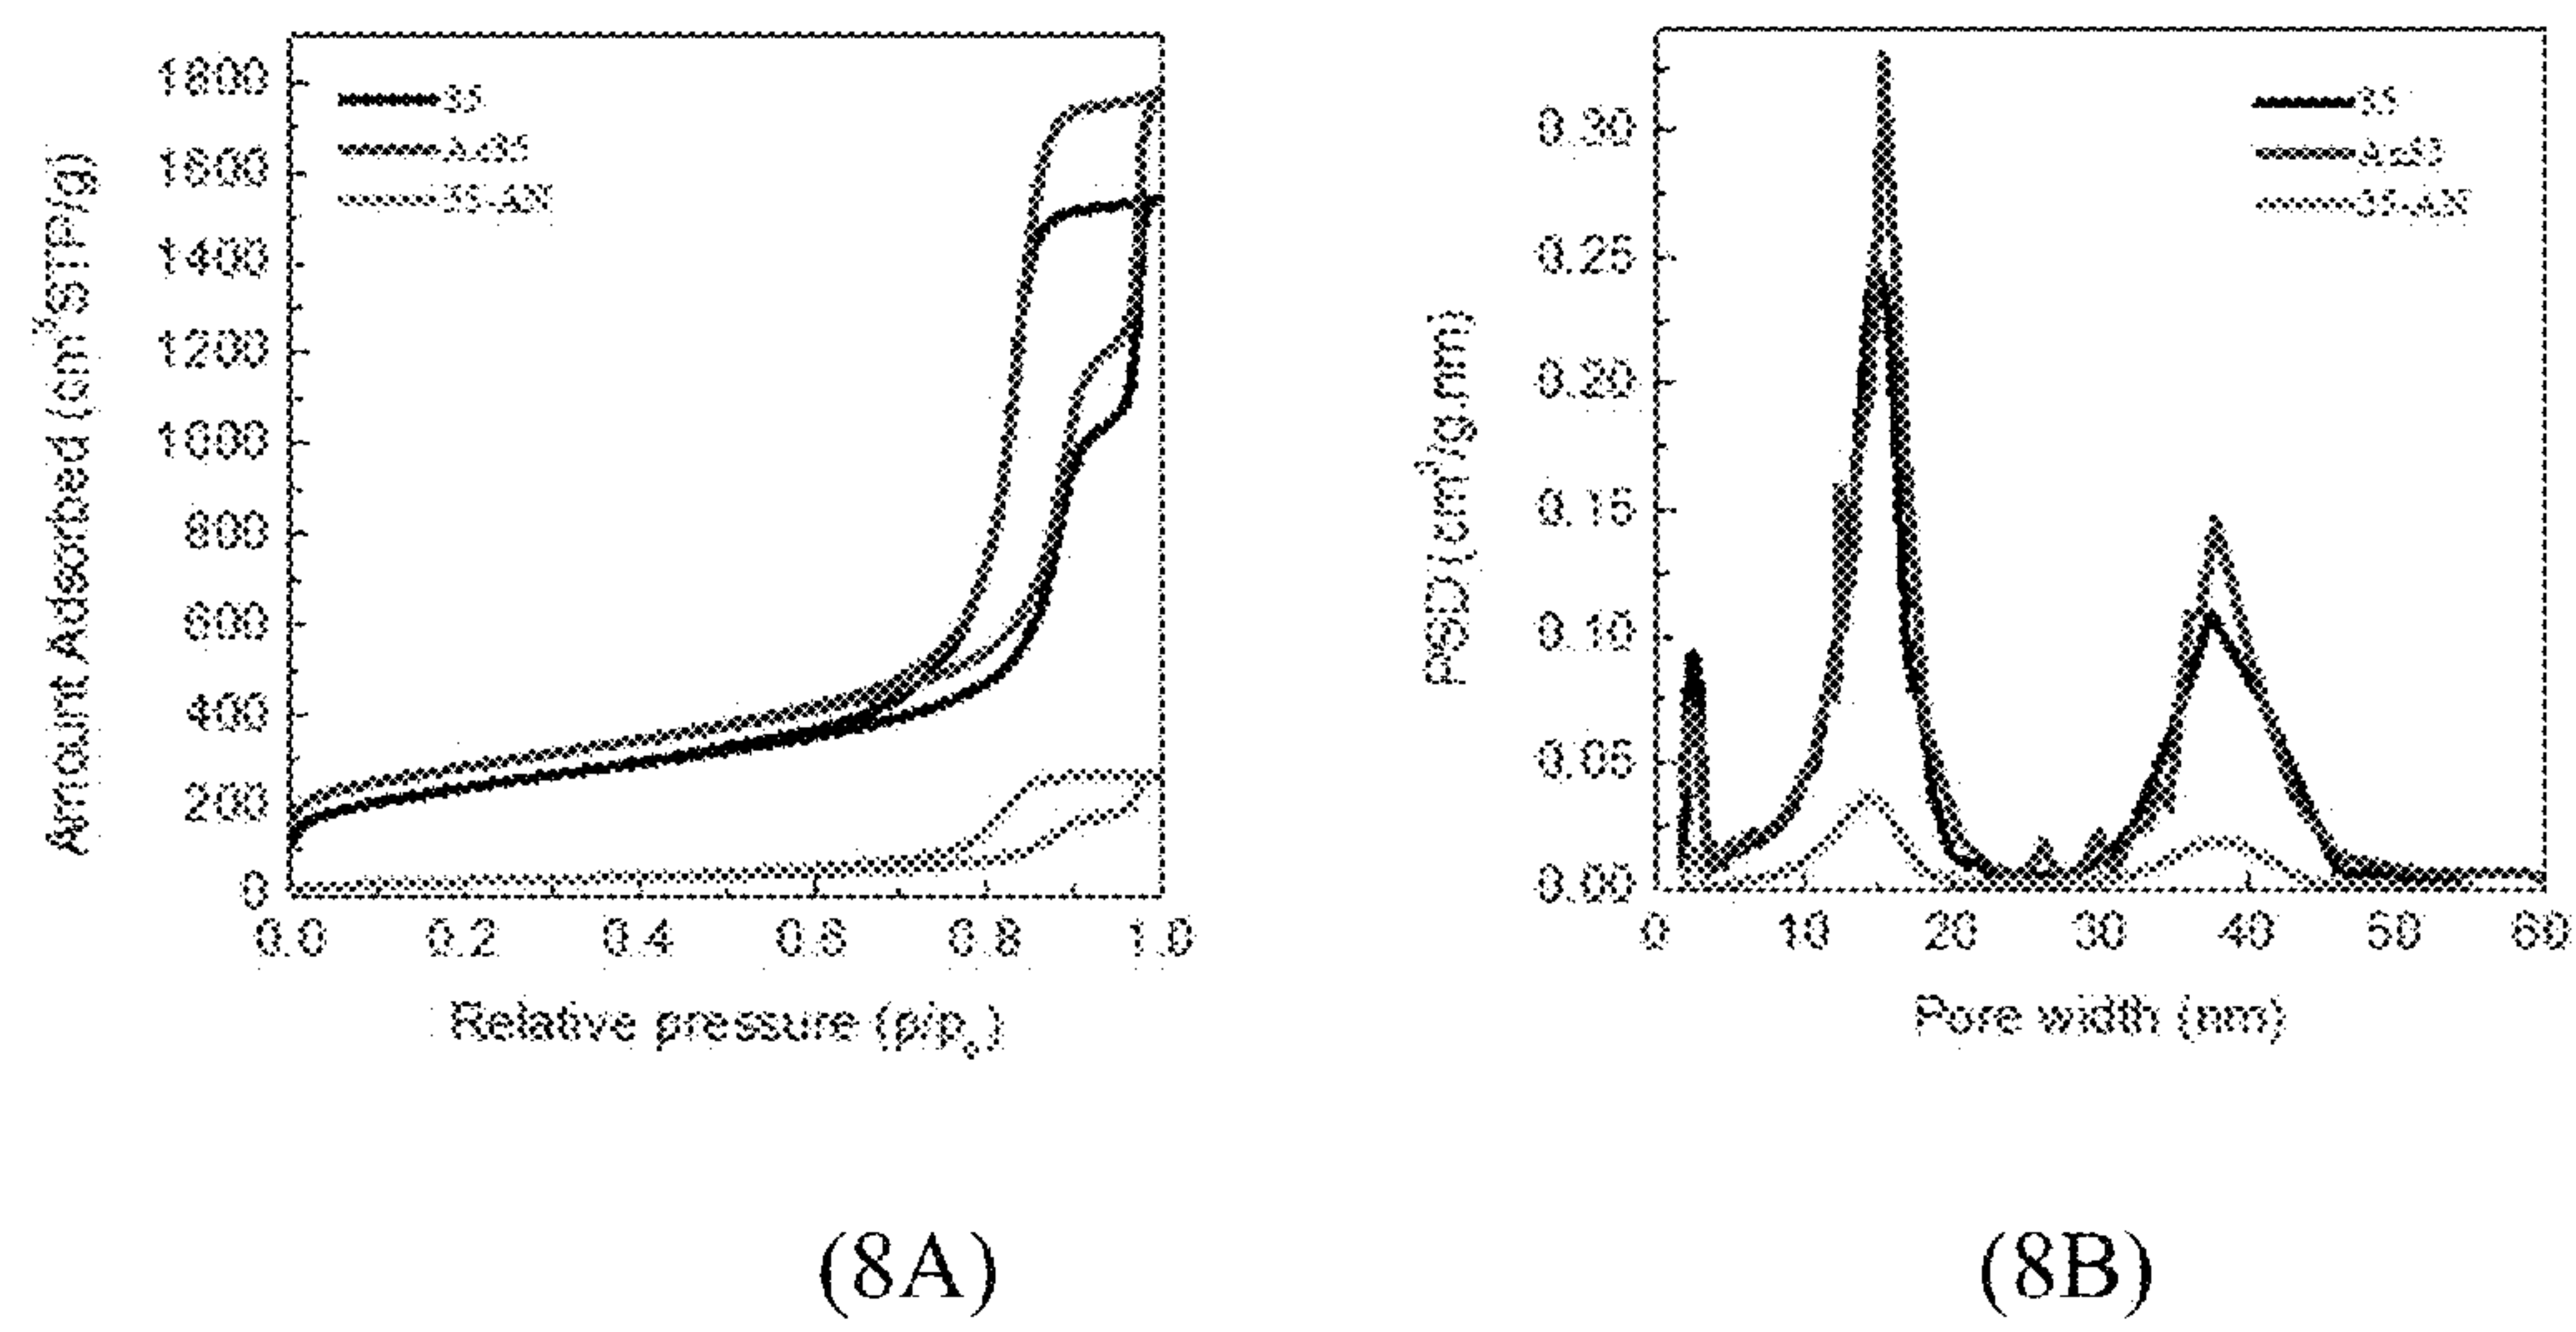 1800
1600
1400
1200
1000
800
600
400
200
0
Amount Adsorbed (cm³STP/g)
0.0 0.2 0.4 0.6 0.8 1.0
Relative pressure (p/p₀)
(8A)
0.30
0.25
0.20
0.15
0.10
0.05
0.00
PSD (cm³/g.nm)
0 10 20 30 40 50 60
Pore width (nm)
(8B)